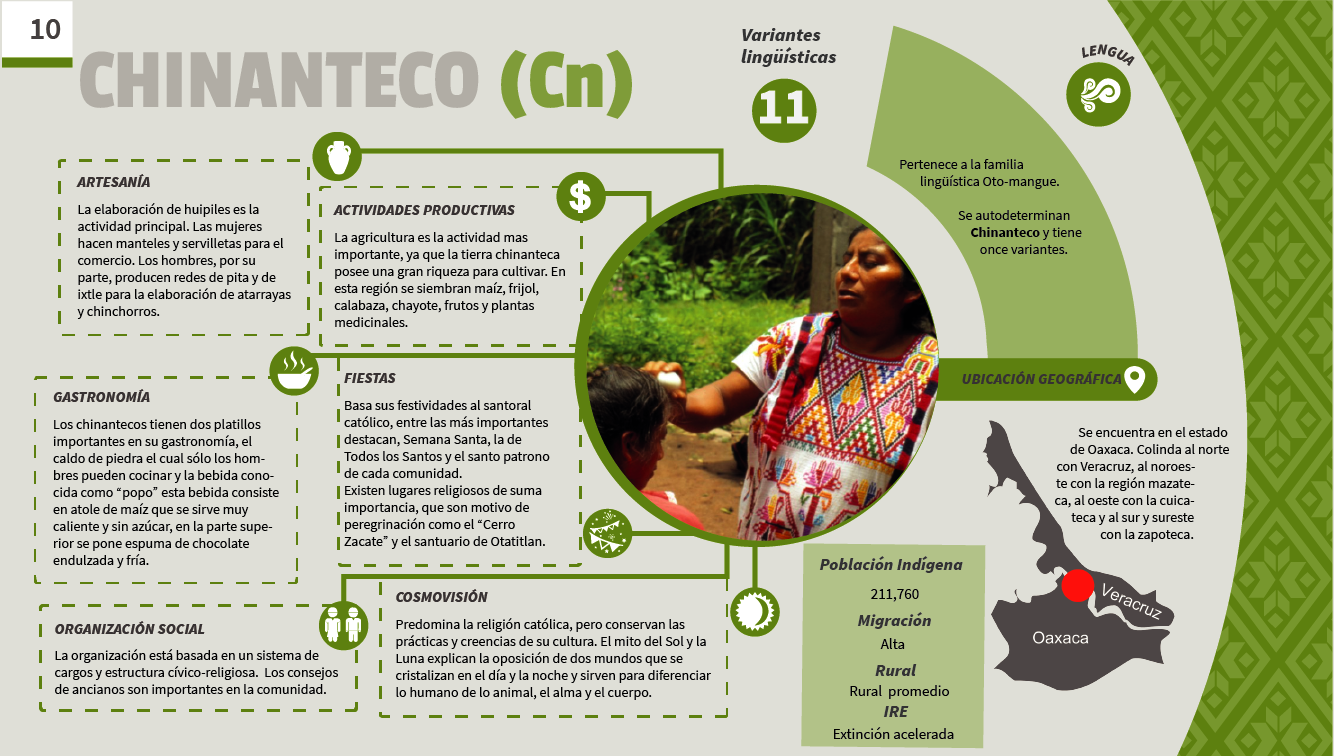 10
CHINANTECO (Cn)
Variantes
lingüísticas
11
LENGUA
Pertenece a la familia
lingüística Oto-mangue.
Se autodeterminan
Chinanteco y tiene
once variantes.
ARTESANÍA
La elaboración de huipiles es la
actividad principal. Las mujeres
hacen manteles y servilletas para el
comercio. Los hombres, por su
parte, producen redes de pita y de
ixtle para la elaboración de atarrayas
y chinchorros.
$
ACTIVIDADES PRODUCTIVAS
La agricultura es la actividad mas
importante, ya que la tierra chinanteca
posee una gran riqueza para cultivar. En
esta región se siembran maíz, frijol,
calabaza, chayote, frutos y plantas
medicinales.
GASTRONOMÍA
Los chinantecos tienen dos platillos
importantes en su gastronomía, el
caldo de piedra el cual sólo los hom-
bres pueden cocinar y la bebida cono-
cida como “popo” esta bebida consiste
en atole de maíz que se sirve muy
caliente y sin azúcar, en la parte supe-
rior se pone espuma de chocolate
endulzada y fría.
FIESTAS
Basa sus festividades al santoral
católico, entre las más importantes
destacan, Semana Santa, la de
Todos los Santos y el santo patrono
de cada comunidad.
Existen lugares religiosos de suma
importancia, que son motivo de
peregrinación como el “Cerro
Zacate” y el santuario de Otatitlan.
ORGANIZACIÓN SOCIAL
La organización está basada en un sistema de
cargos y estructura cívico-religiosa. Los consejos
de ancianos son importantes en la comunidad.
COSMOVISIÓN
Predomina la religión católica, pero conservan las
prácticas y creencias de su cultura. El mito del Sol y la
Luna explican la oposición de dos mundos que se
cristalizan en el día y la noche y sirven para diferenciar
lo humano de lo animal, el alma y el cuerpo.
UBICACIÓN GEOGRÁFICA
Se encuentra en el estado
de Oaxaca. Colinda al norte
con Veracruz, al noroes-
te con la región mazate-
ca, al oeste con la cuica-
teca y al sur y sureste
con la zapoteca.
Veracruz
Oaxaca
Población Indígena
211,760
Migración
Alta
Rural
Rural promedio
IRE
Extinción acelerada